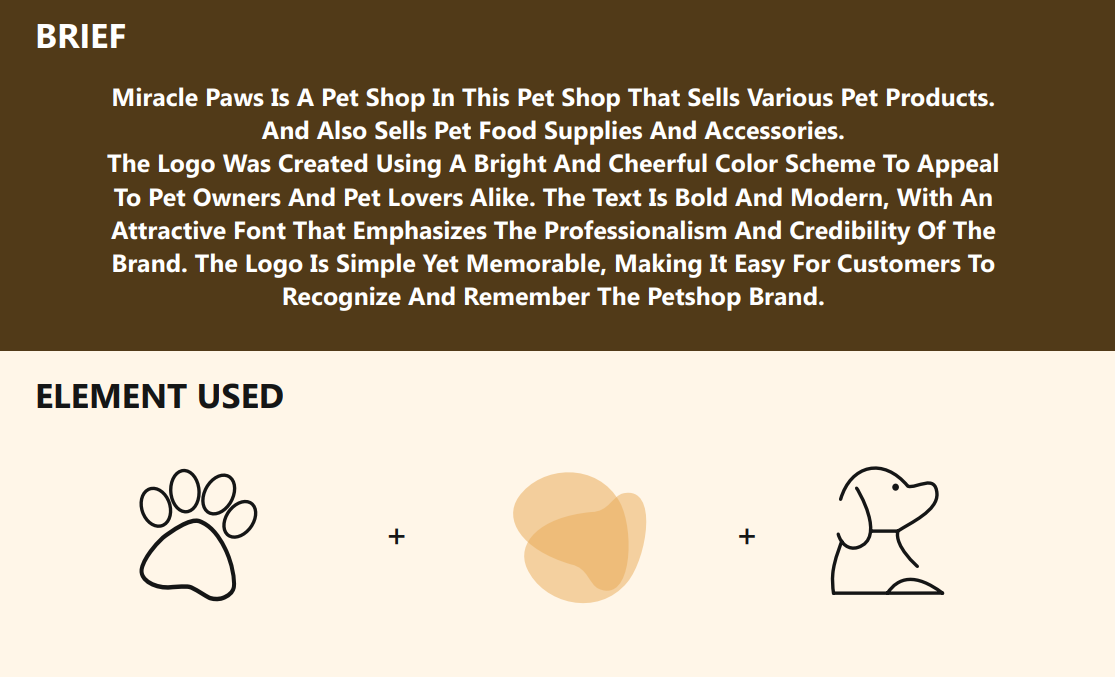 BRIEF
Miracle Paws Is A Pet Shop In This Pet Shop That Sells Various Pet Products.
And Also Sells Pet Food Supplies And Accessories.
The Logo Was Created Using A Bright And Cheerful Color Scheme To Appeal
To Pet Owners And Pet Lovers Alike. The Text Is Bold And Modern, With An
Attractive Font That Emphasizes The Professionalism And Credibility Of The
Brand. The Logo Is Simple Yet Memorable, Making It Easy For Customers To
Recognize And Remember The Petshop Brand.
ELEMENT USED
+ +